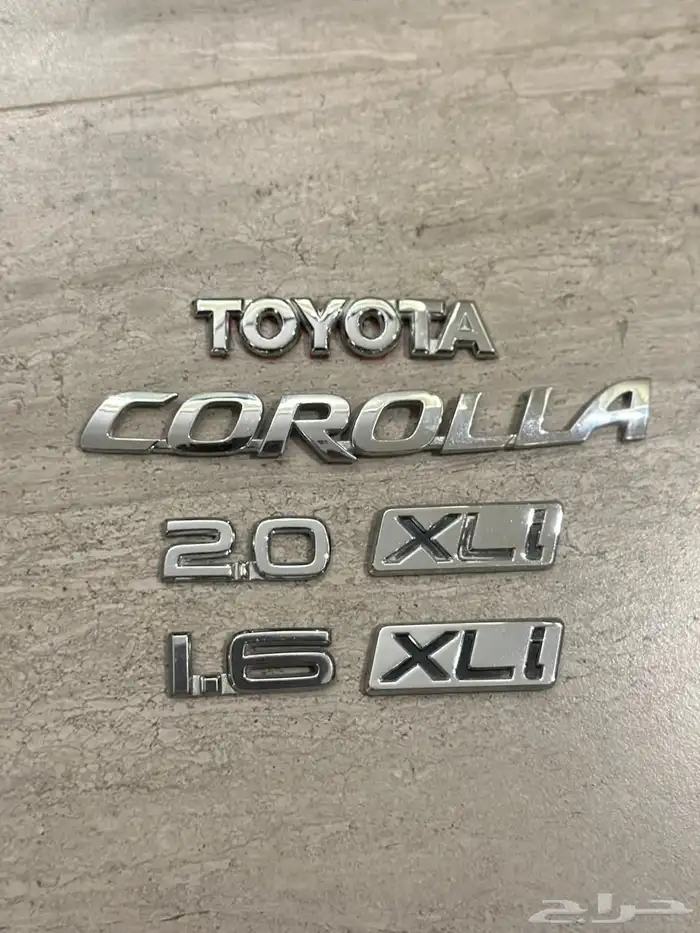 TOYOTA
COROLLA
2.0 XLi
1.6 XLi
حراج